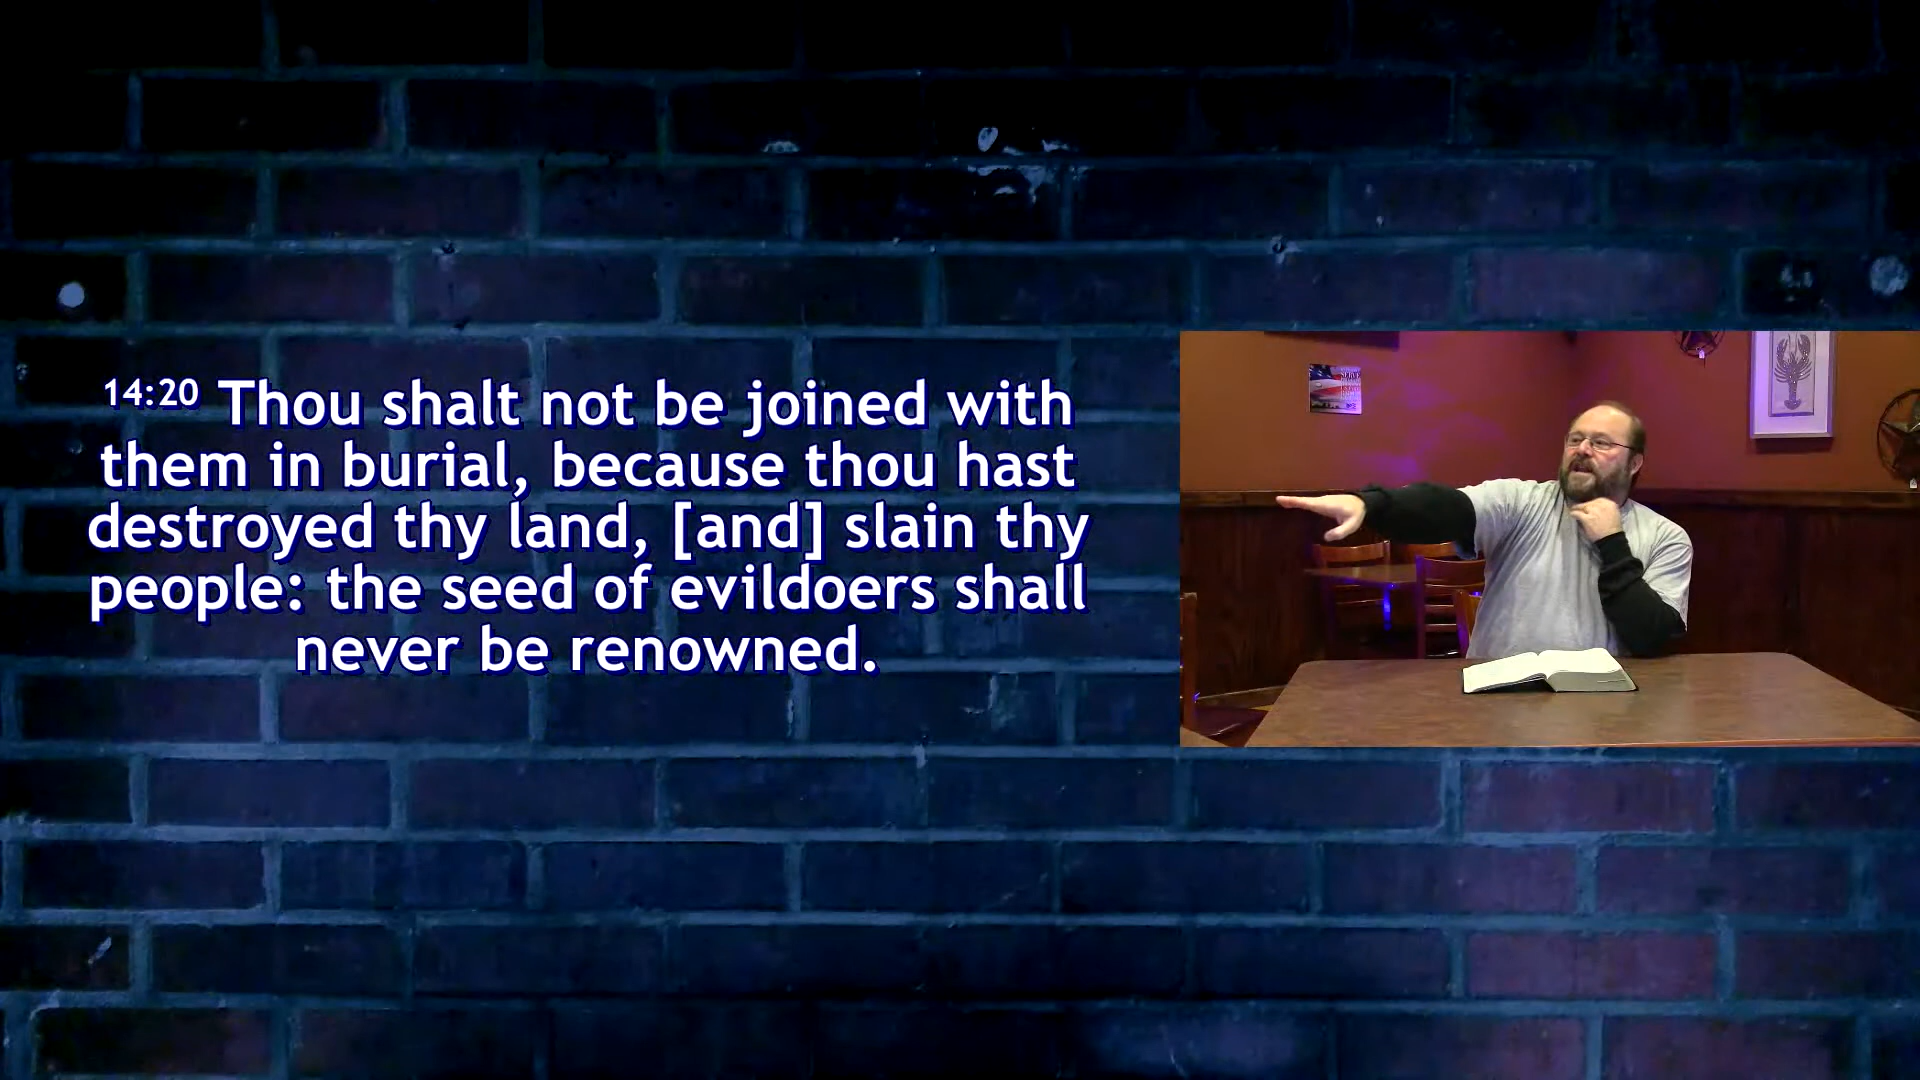 14:20 Thou shalt not be joined with
them in burial, because thou hast
destroyed thy land, [and] slain thy
people: the seed of evildoers shall
never be renowned.